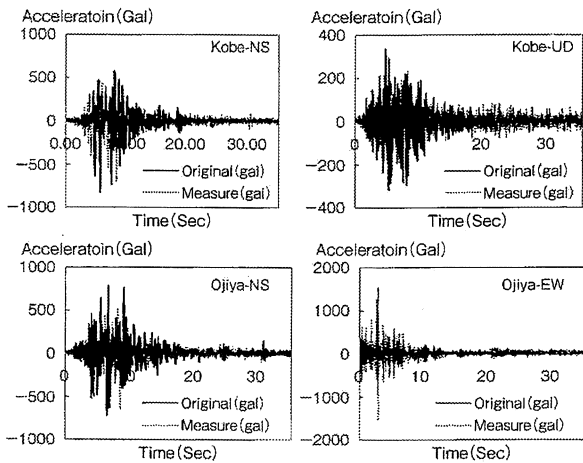 Acceleratoin(Gal)
1000
Kobe-NS
500
0
0.00 10.00 20.00 30.00
-500
Original(gal)
Measure(gal)
-1000
Time(Sec)
Acceleratoin(Gal)
400
Kobe-UD
200
0
0 10 20 30
-200
Original(gal)
Measure(gal)
-400
Time(Sec)
Acceleratoin(Gal)
1000
Ojiya-NS
500
0
0 10 20 30
-500
Original(gal)
Measure(gal)
-1000
Time(Sec)
Acceleratoin(Gal)
2000
Ojiya-EW
1000
0
0 10 20 30
-1000
Original(gal)
Measure(gal)
-2000
Time(Sec)